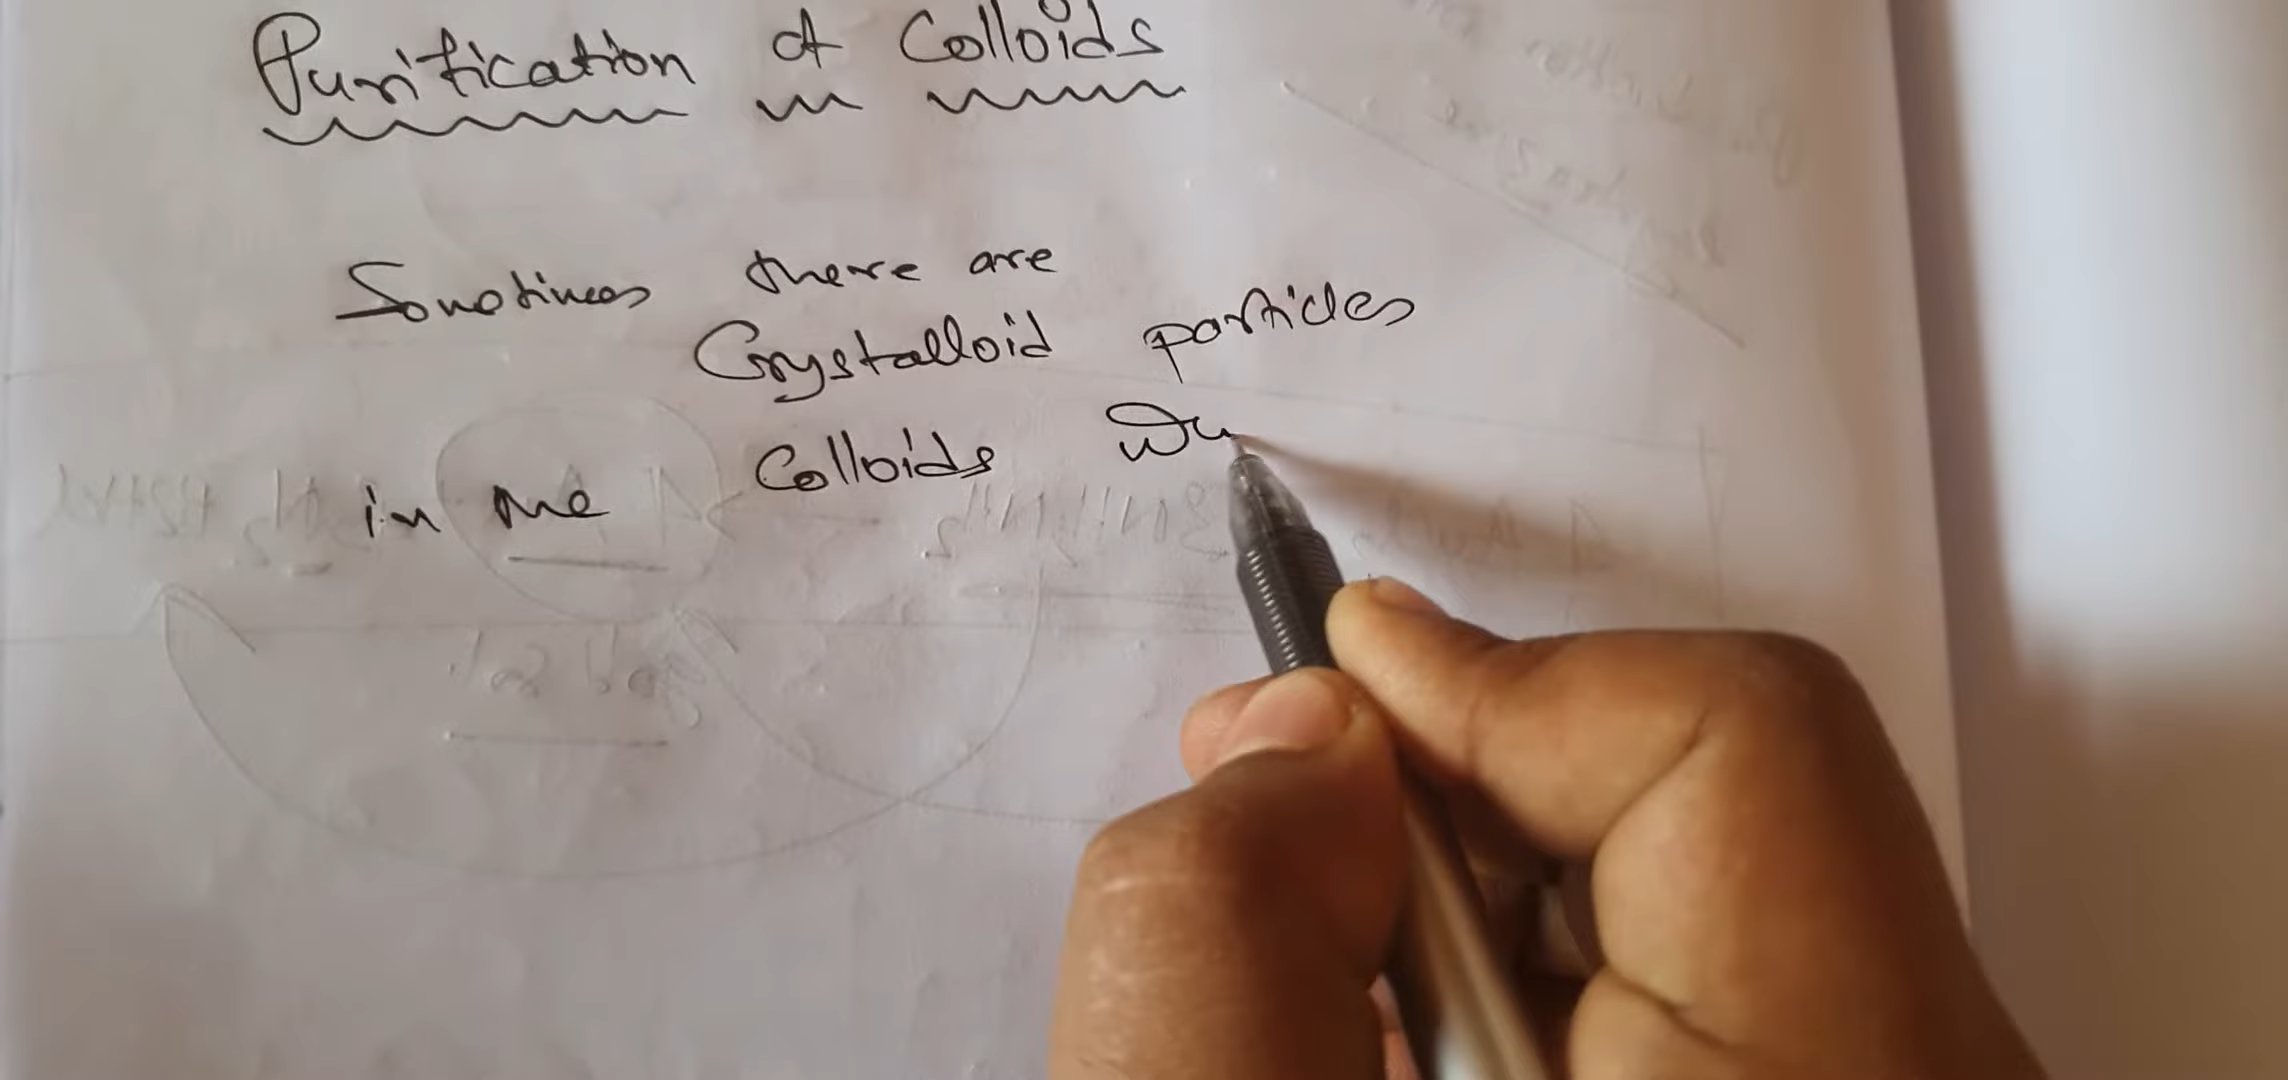 Purification of Colloids
Sometimes there are
Crystalloid particles
in the Colloids